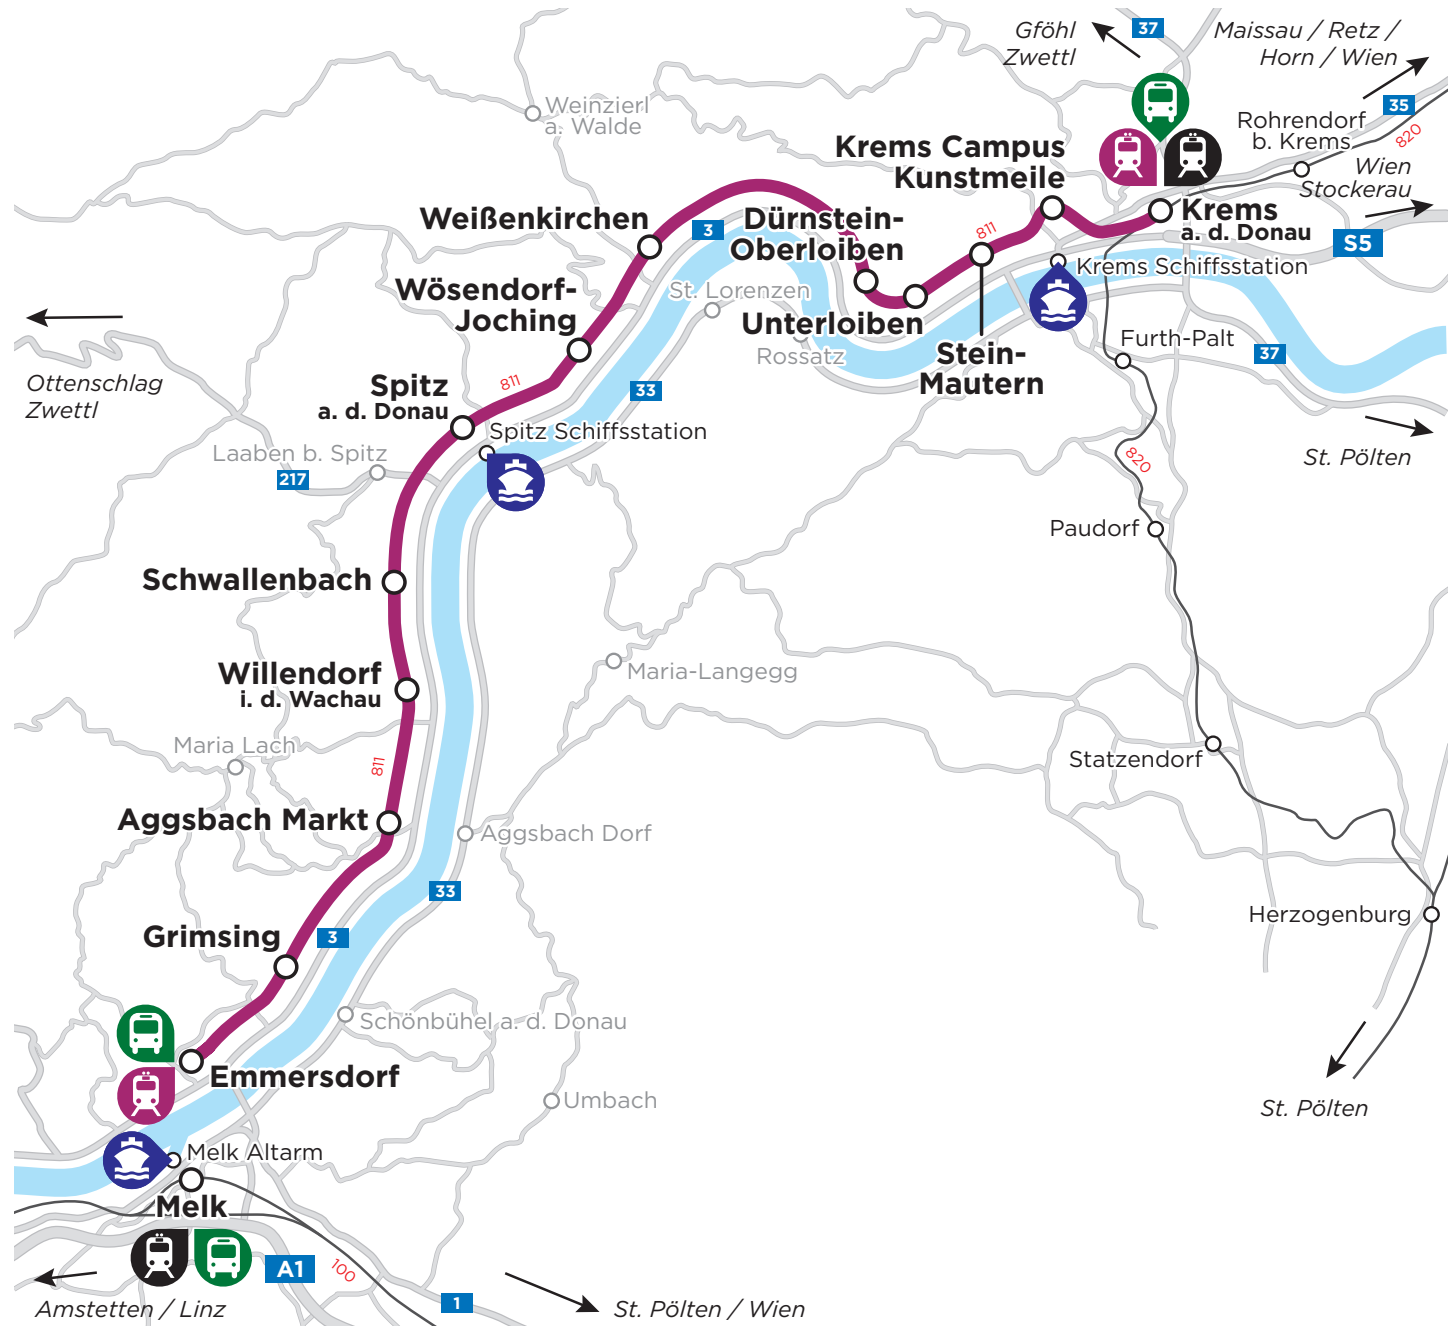 Gföhl
Zwettl
37
Maissau / Retz /
Horn / Wien
35
Weinzierl
a. Walde
Rohrendorf
b. Krems
820
Krems Campus
Kunstmeile
Wien
Stockerau
Weißenkirchen
3
Dürnstein-
Oberloiben
811
Krems
a. d. Donau
S5
Krems Schiffsstation
Wösendorf-
Joching
St. Lorenzen
Unterloiben
Rossatz
Stein-
Mautern
Furth-Palt
37
Ottenschlag
Zwettl
Spitz
a. d. Donau
811
33
Spitz Schiffsstation
Laaben b. Spitz
217
820
St. Pölten
Paudorf
Schwallenbach
Willendorf
i. d. Wachau
Maria-Langegg
Maria Lach
811
Statzendorf
Aggsbach Markt
Aggsbach Dorf
33
Herzogenburg
Grimsing
3
Schönbühel a. d. Donau
Emmersdorf
Umbach
St. Pölten
Melk Altarm
Melk
A1
100
1
Amstetten / Linz
St. Pölten / Wien